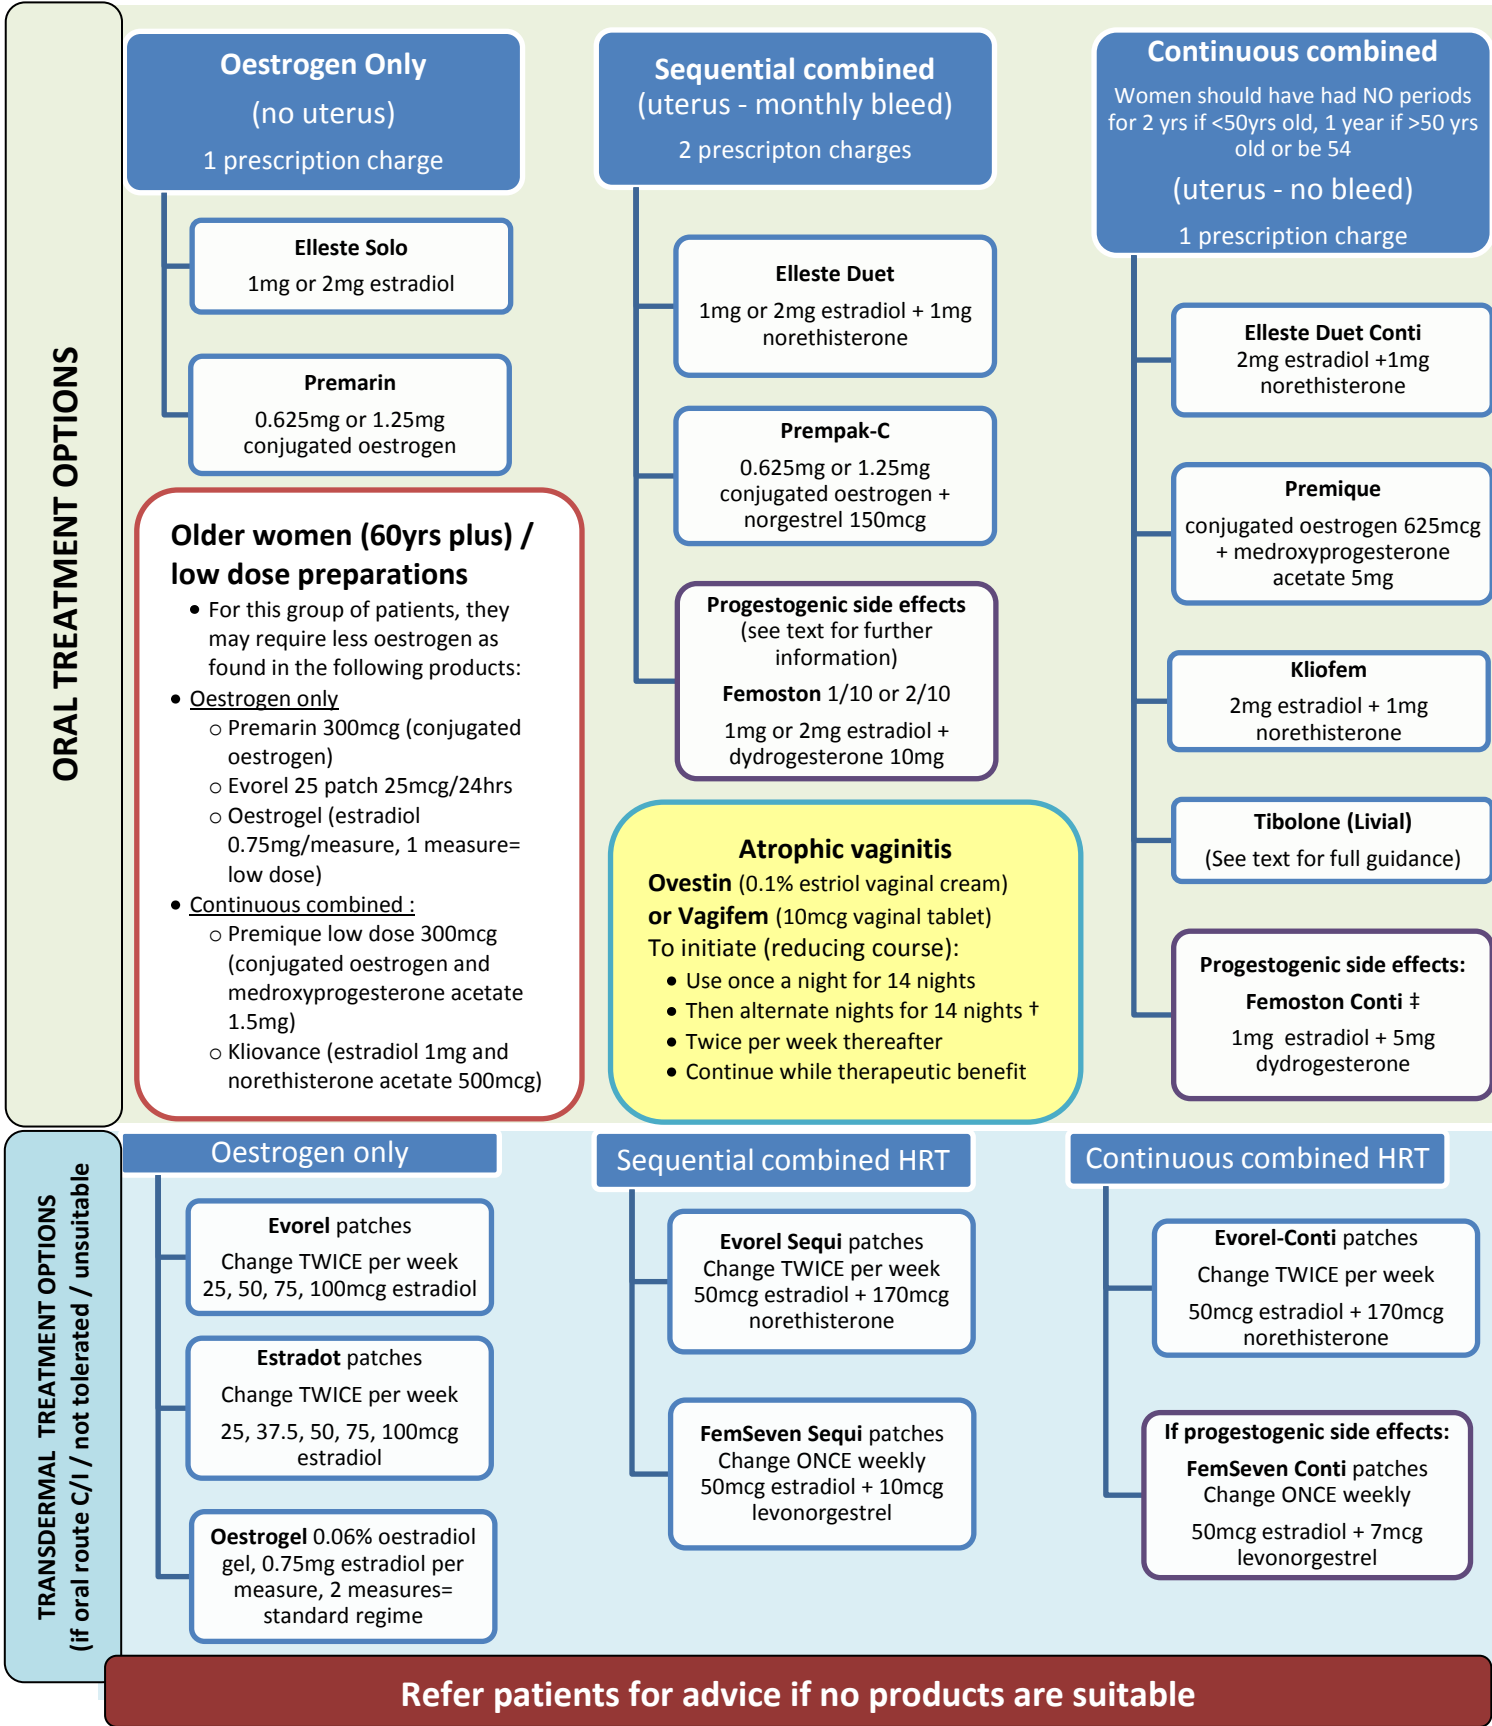 ORAL TREATMENT OPTIONS
Oestrogen Only
(no uterus)
1 prescription charge
Elleste Solo
1mg or 2mg estradiol
Premarin
0.625mg or 1.25mg
conjugated oestrogen
Older women (60yrs plus) /
low dose preparations
• For this group of patients, they
may require less oestrogen as
found in the following products:
• Oestrogen only
o Premarin 300mcg (conjugated
oestrogen)
o Evorel 25 patch 25mcg/24hrs
o Oestrogel (estradiol
0.75mg/measure, 1 measure=
low dose)
• Continuous combined :
o Premique low dose 300mcg
(conjugated oestrogen and
medroxyprogesterone acetate
1.5mg)
o Kliovance (estradiol 1mg and
norethisterone acetate 500mcg)
Sequential combined
(uterus - monthly bleed)
2 prescripton charges
Elleste Duet
1mg or 2mg estradiol + 1mg
norethisterone
Prempak-C
0.625mg or 1.25mg
conjugated oestrogen +
norgestrel 150mcg
Progestogenic side effects
(see text for further
information)
Femoston 1/10 or 2/10
1mg or 2mg estradiol +
dydrogesterone 10mg
Atrophic vaginitis
Ovestin (0.1% estriol vaginal cream)
or Vagifem (10mcg vaginal tablet)
To initiate (reducing course):
• Use once a night for 14 nights
• Then alternate nights for 14 nights †
• Twice per week thereafter
• Continue while therapeutic benefit
Continuous combined
Women should have had NO periods
for 2 yrs if <50yrs old, 1 year if >50 yrs
old or be 54
(uterus - no bleed)
1 prescription charge
Elleste Duet Conti
2mg estradiol +1mg
norethisterone
Premique
conjugated oestrogen 625mcg
+ medroxyprogesterone
acetate 5mg
Kliofem
2mg estradiol + 1mg
norethisterone
Tibolone (Livial)
(See text for full guidance)
Progestogenic side effects:
Femoston Conti ‡
1mg estradiol + 5mg
dydrogesterone
TRANSDERMAL TREATMENT OPTIONS
(if oral route C/I / not tolerated / unsuitable
Oestrogen only
Evorel patches
Change TWICE per week
25, 50, 75, 100mcg estradiol
Estradot patches
Change TWICE per week
25, 37.5, 50, 75, 100mcg
estradiol
Oestrogel 0.06% oestradiol
gel, 0.75mg estradiol per
measure, 2 measures=
standard regime
Sequential combined HRT
Evorel Sequi patches
Change TWICE per week
50mcg estradiol + 170mcg
norethisterone
FemSeven Sequi patches
Change ONCE weekly
50mcg estradiol + 10mcg
levonorgestrel
Continuous combined HRT
Evorel-Conti patches
Change TWICE per week
50mcg estradiol + 170mcg
norethisterone
If progestogenic side effects:
FemSeven Conti patches
Change ONCE weekly
50mcg estradiol + 7mcg
levonorgestrel
Refer patients for advice if no products are suitable